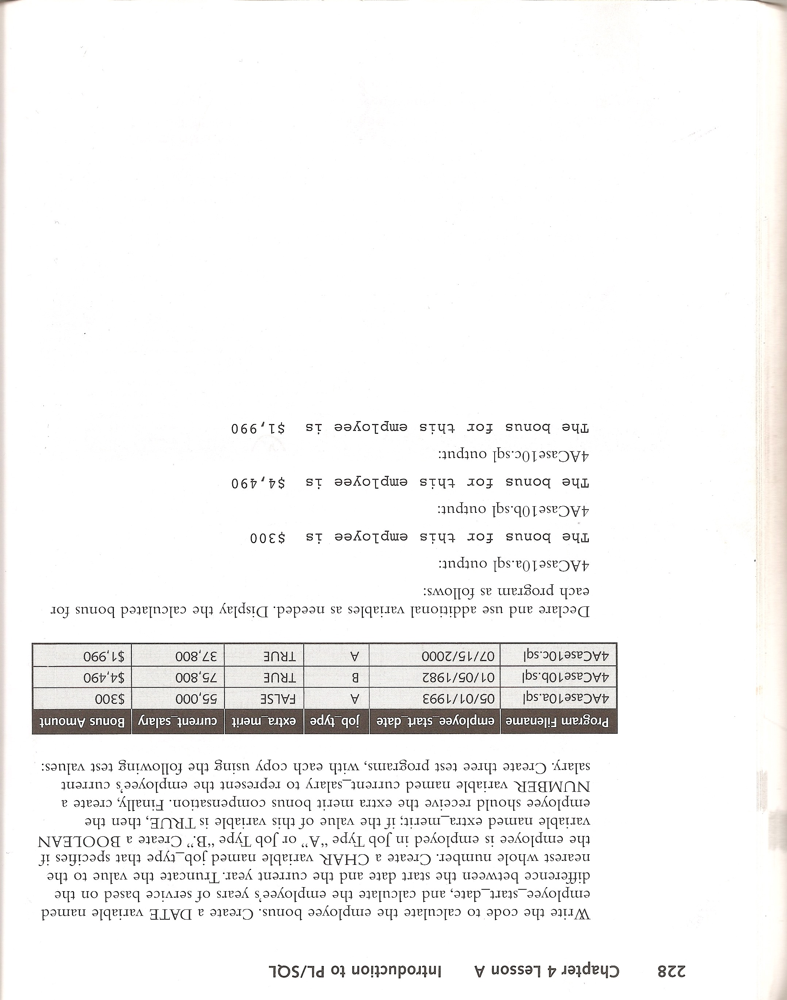 228 Chapter 4 Lesson A Introduction to PL/SQL
Write the code to calculate the employee bonus. Create a DATE variable named
employee_start_date, and calculate the employee's years of service based on the
difference between the start date and the current year. Truncate the value to the
nearest whole number. Create a CHAR variable named job_type that specifies if
the employee is employed in Job Type “A” or Job Type “B.” Create a BOOLEAN
variable named extra_merit; if the value of this variable is TRUE, then the
employee should receive the extra merit bonus compensation. Finally, create a
NUMBER variable named current_salary to represent the employee's current
salary. Create three test programs, with each copy using the following test values:
Program Filename employee_start_date job_type extra_merit current_salary Bonus Amount
4ACase10a.sql 05/01/1993 A FALSE 55,000 $300
4ACase10b.sql 01/05/1982 B TRUE 75,800 $4,490
4ACase10c.sql 07/15/2000 A TRUE 37,800 $1,990
Declare and use additional variables as needed. Display the calculated bonus for
each program as follows:
4ACase10a.sql output:
The bonus for this employee is $300
4ACase10b.sql output:
The bonus for this employee is $4,490
4ACase10c.sql output:
The bonus for this employee is $1,990